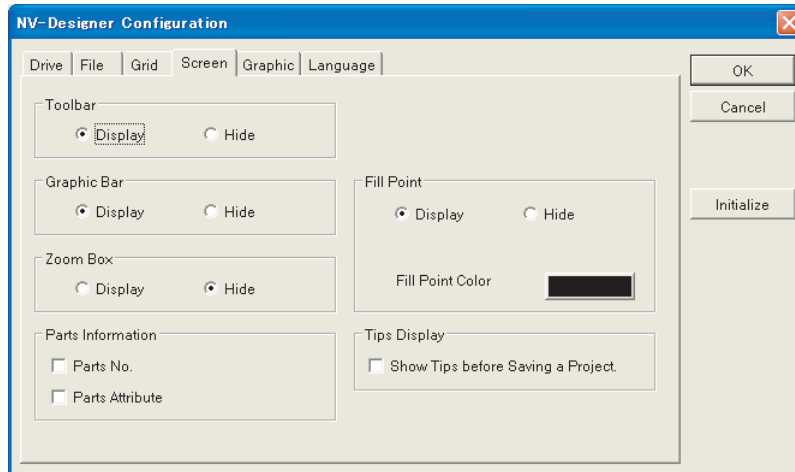 NV-Designer Configuration
Drive File Grid Screen Graphic Language
OK
Cancel
Initialize
Toolbar
Display Hide
Graphic Bar
Display Hide
Zoom Box
Display Hide
Parts Information
Parts No.
Parts Attribute
Fill Point
Display Hide
Fill Point Color
Tips Display
Show Tips before Saving a Project.